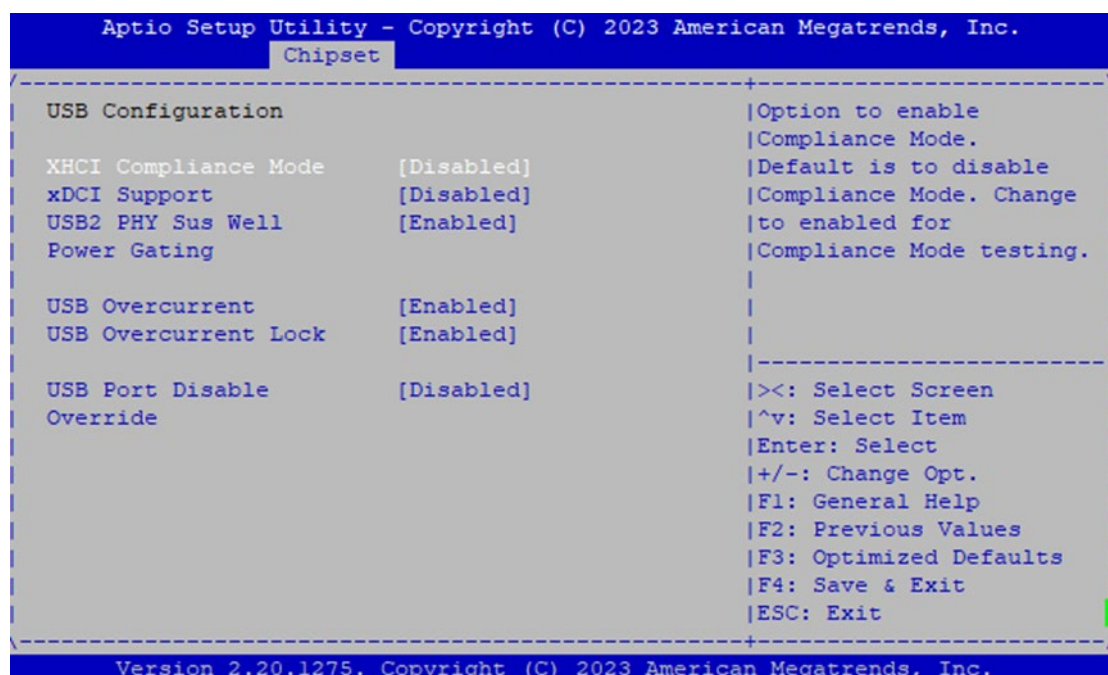 Aptio Setup Utility – Copyright (C) 2023 American Megatrends, Inc.
Chipset
USB Configuration
XHCI Compliance Mode [Disabled]
xDCI Support [Disabled]
USB2 PHY Sus Well [Enabled]
Power Gating
USB Overcurrent [Enabled]
USB Overcurrent Lock [Enabled]
USB Port Disable [Disabled]
Override
Option to enable
Compliance Mode.
Default is to disable
Compliance Mode. Change
to enabled for
Compliance Mode testing.
><: Select Screen
^v: Select Item
Enter: Select
+/-: Change Opt.
F1: General Help
F2: Previous Values
F3: Optimized Defaults
F4: Save & Exit
ESC: Exit
Version 2.20.1275. Copyright (C) 2023 American Megatrends, Inc.